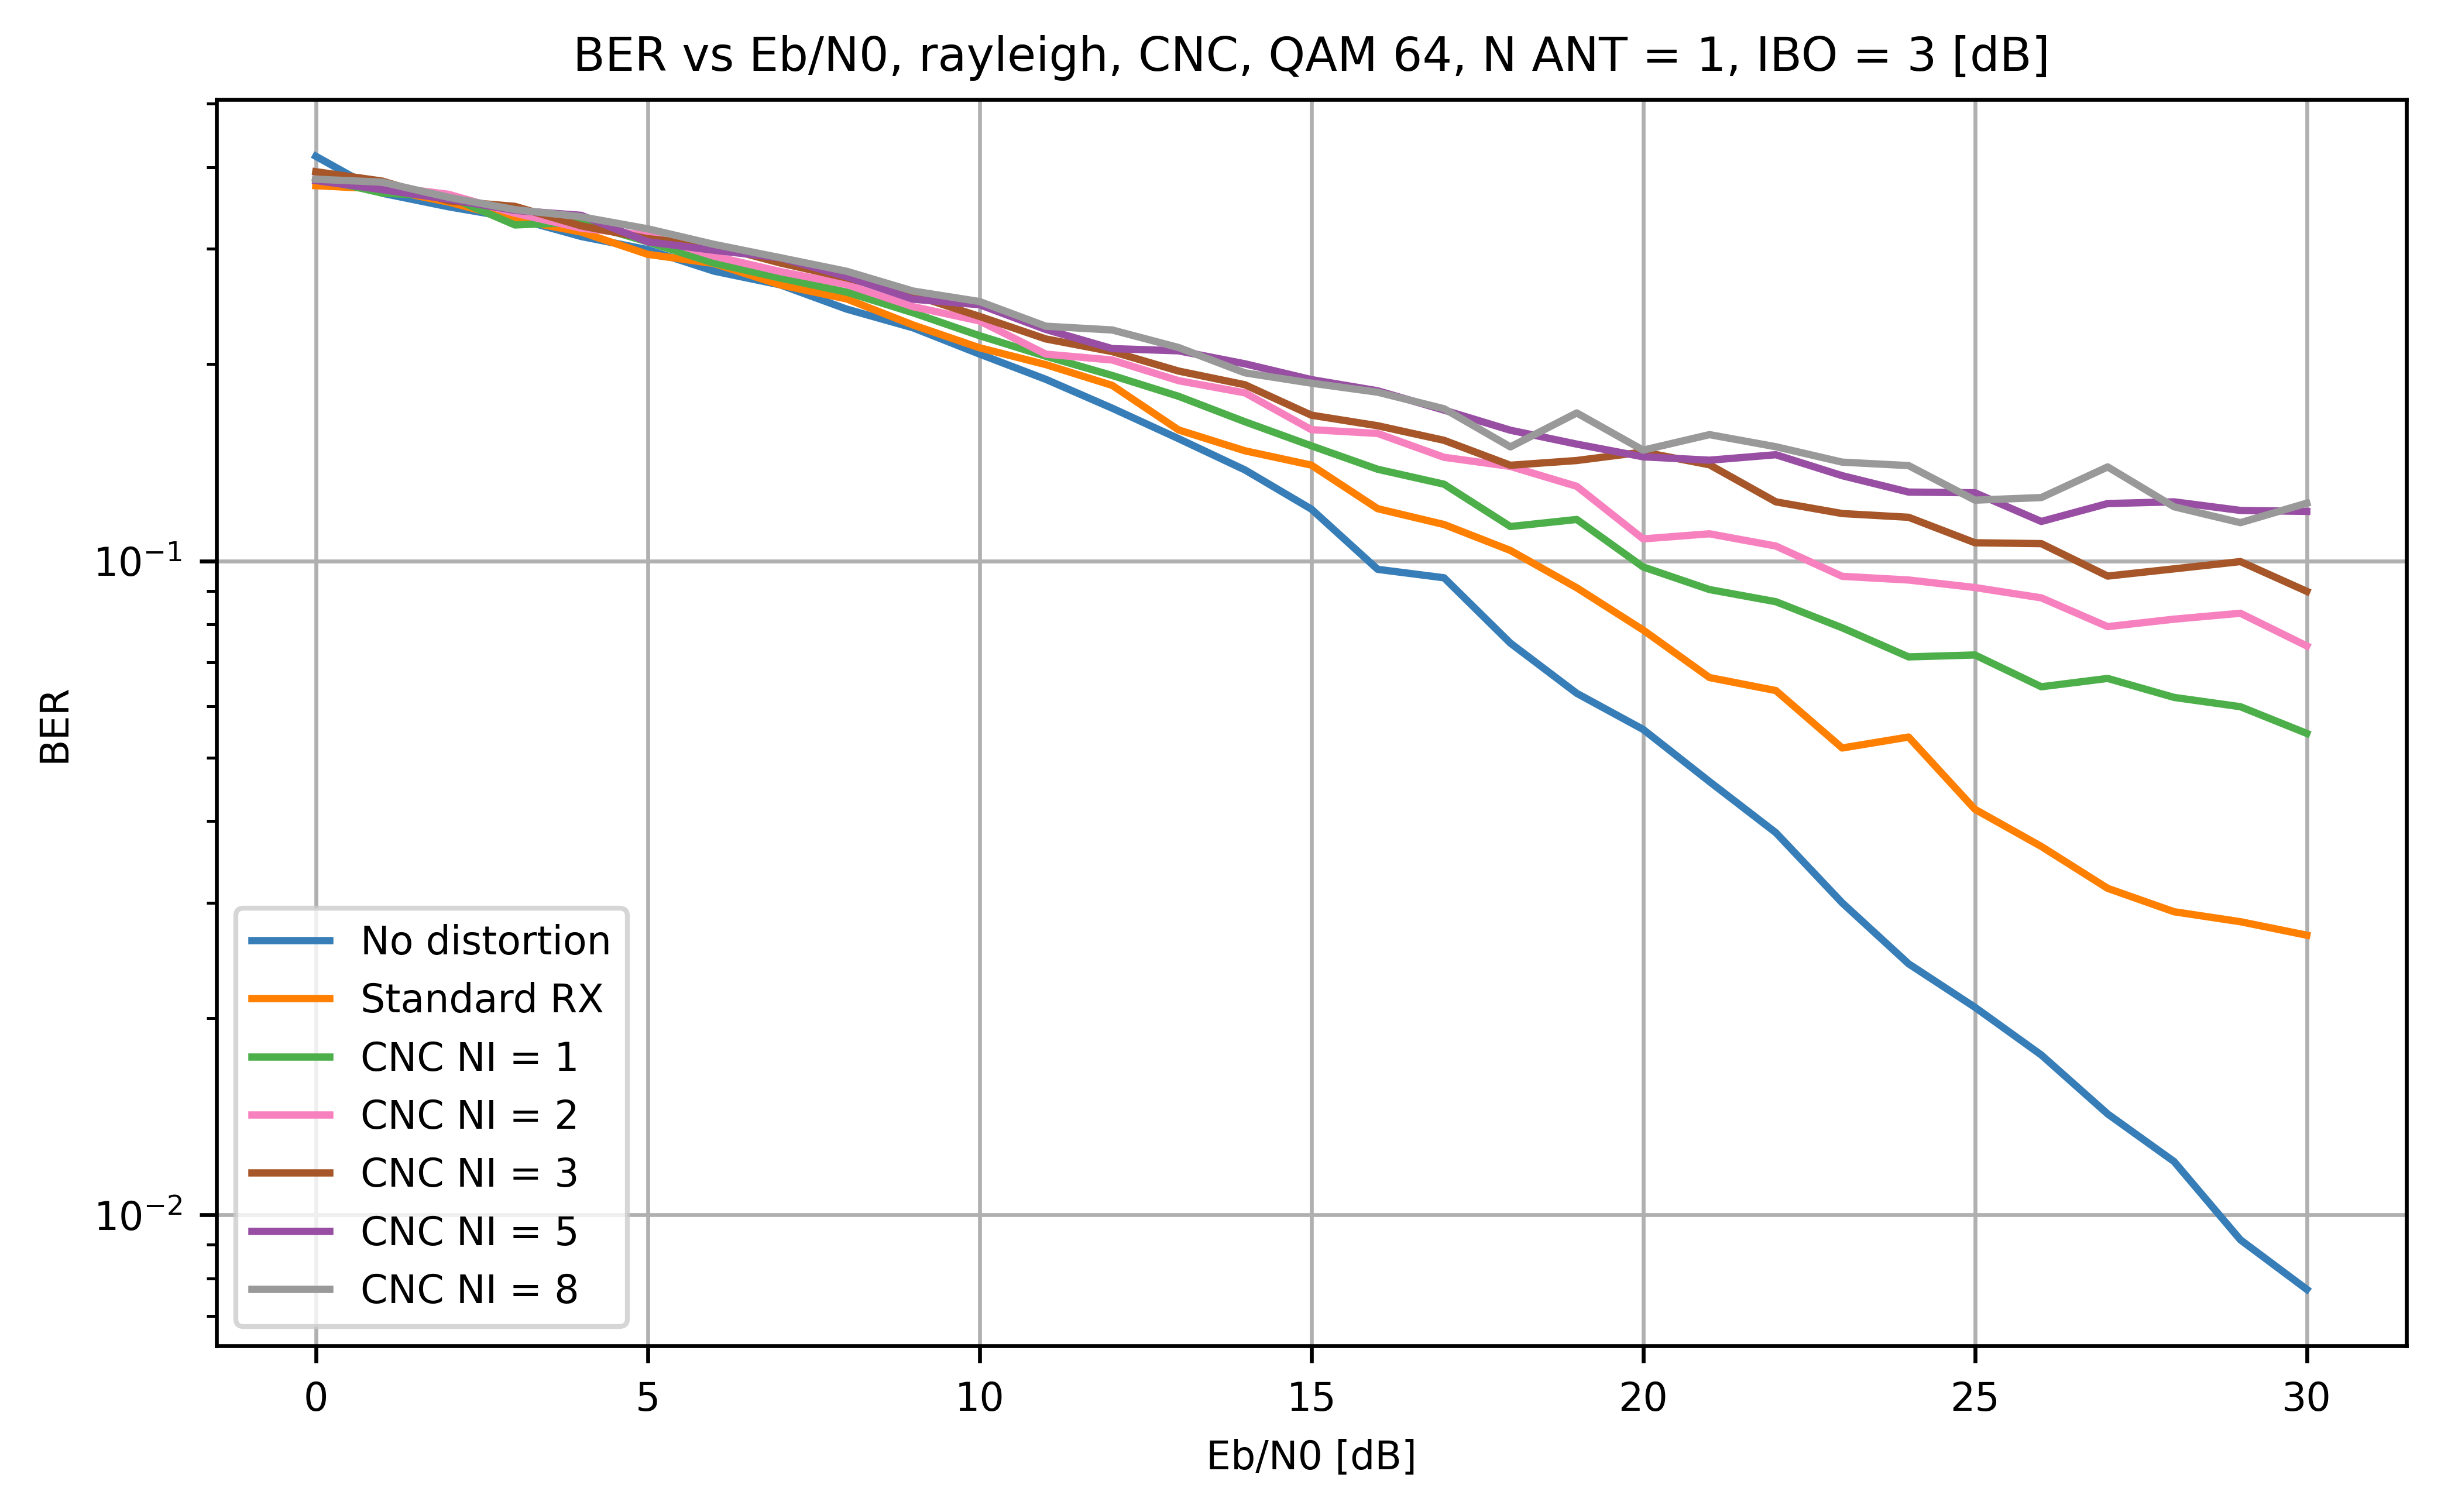 BER vs Eb/N0, rayleigh, CNC, QAM 64, N ANT = 1, IBO = 3 [dB]
BER
10⁻¹
10⁻²
No distortion
Standard RX
CNC NI = 1
CNC NI = 2
CNC NI = 3
CNC NI = 5
CNC NI = 8
0 5 10 15 20 25 30
Eb/N0 [dB]